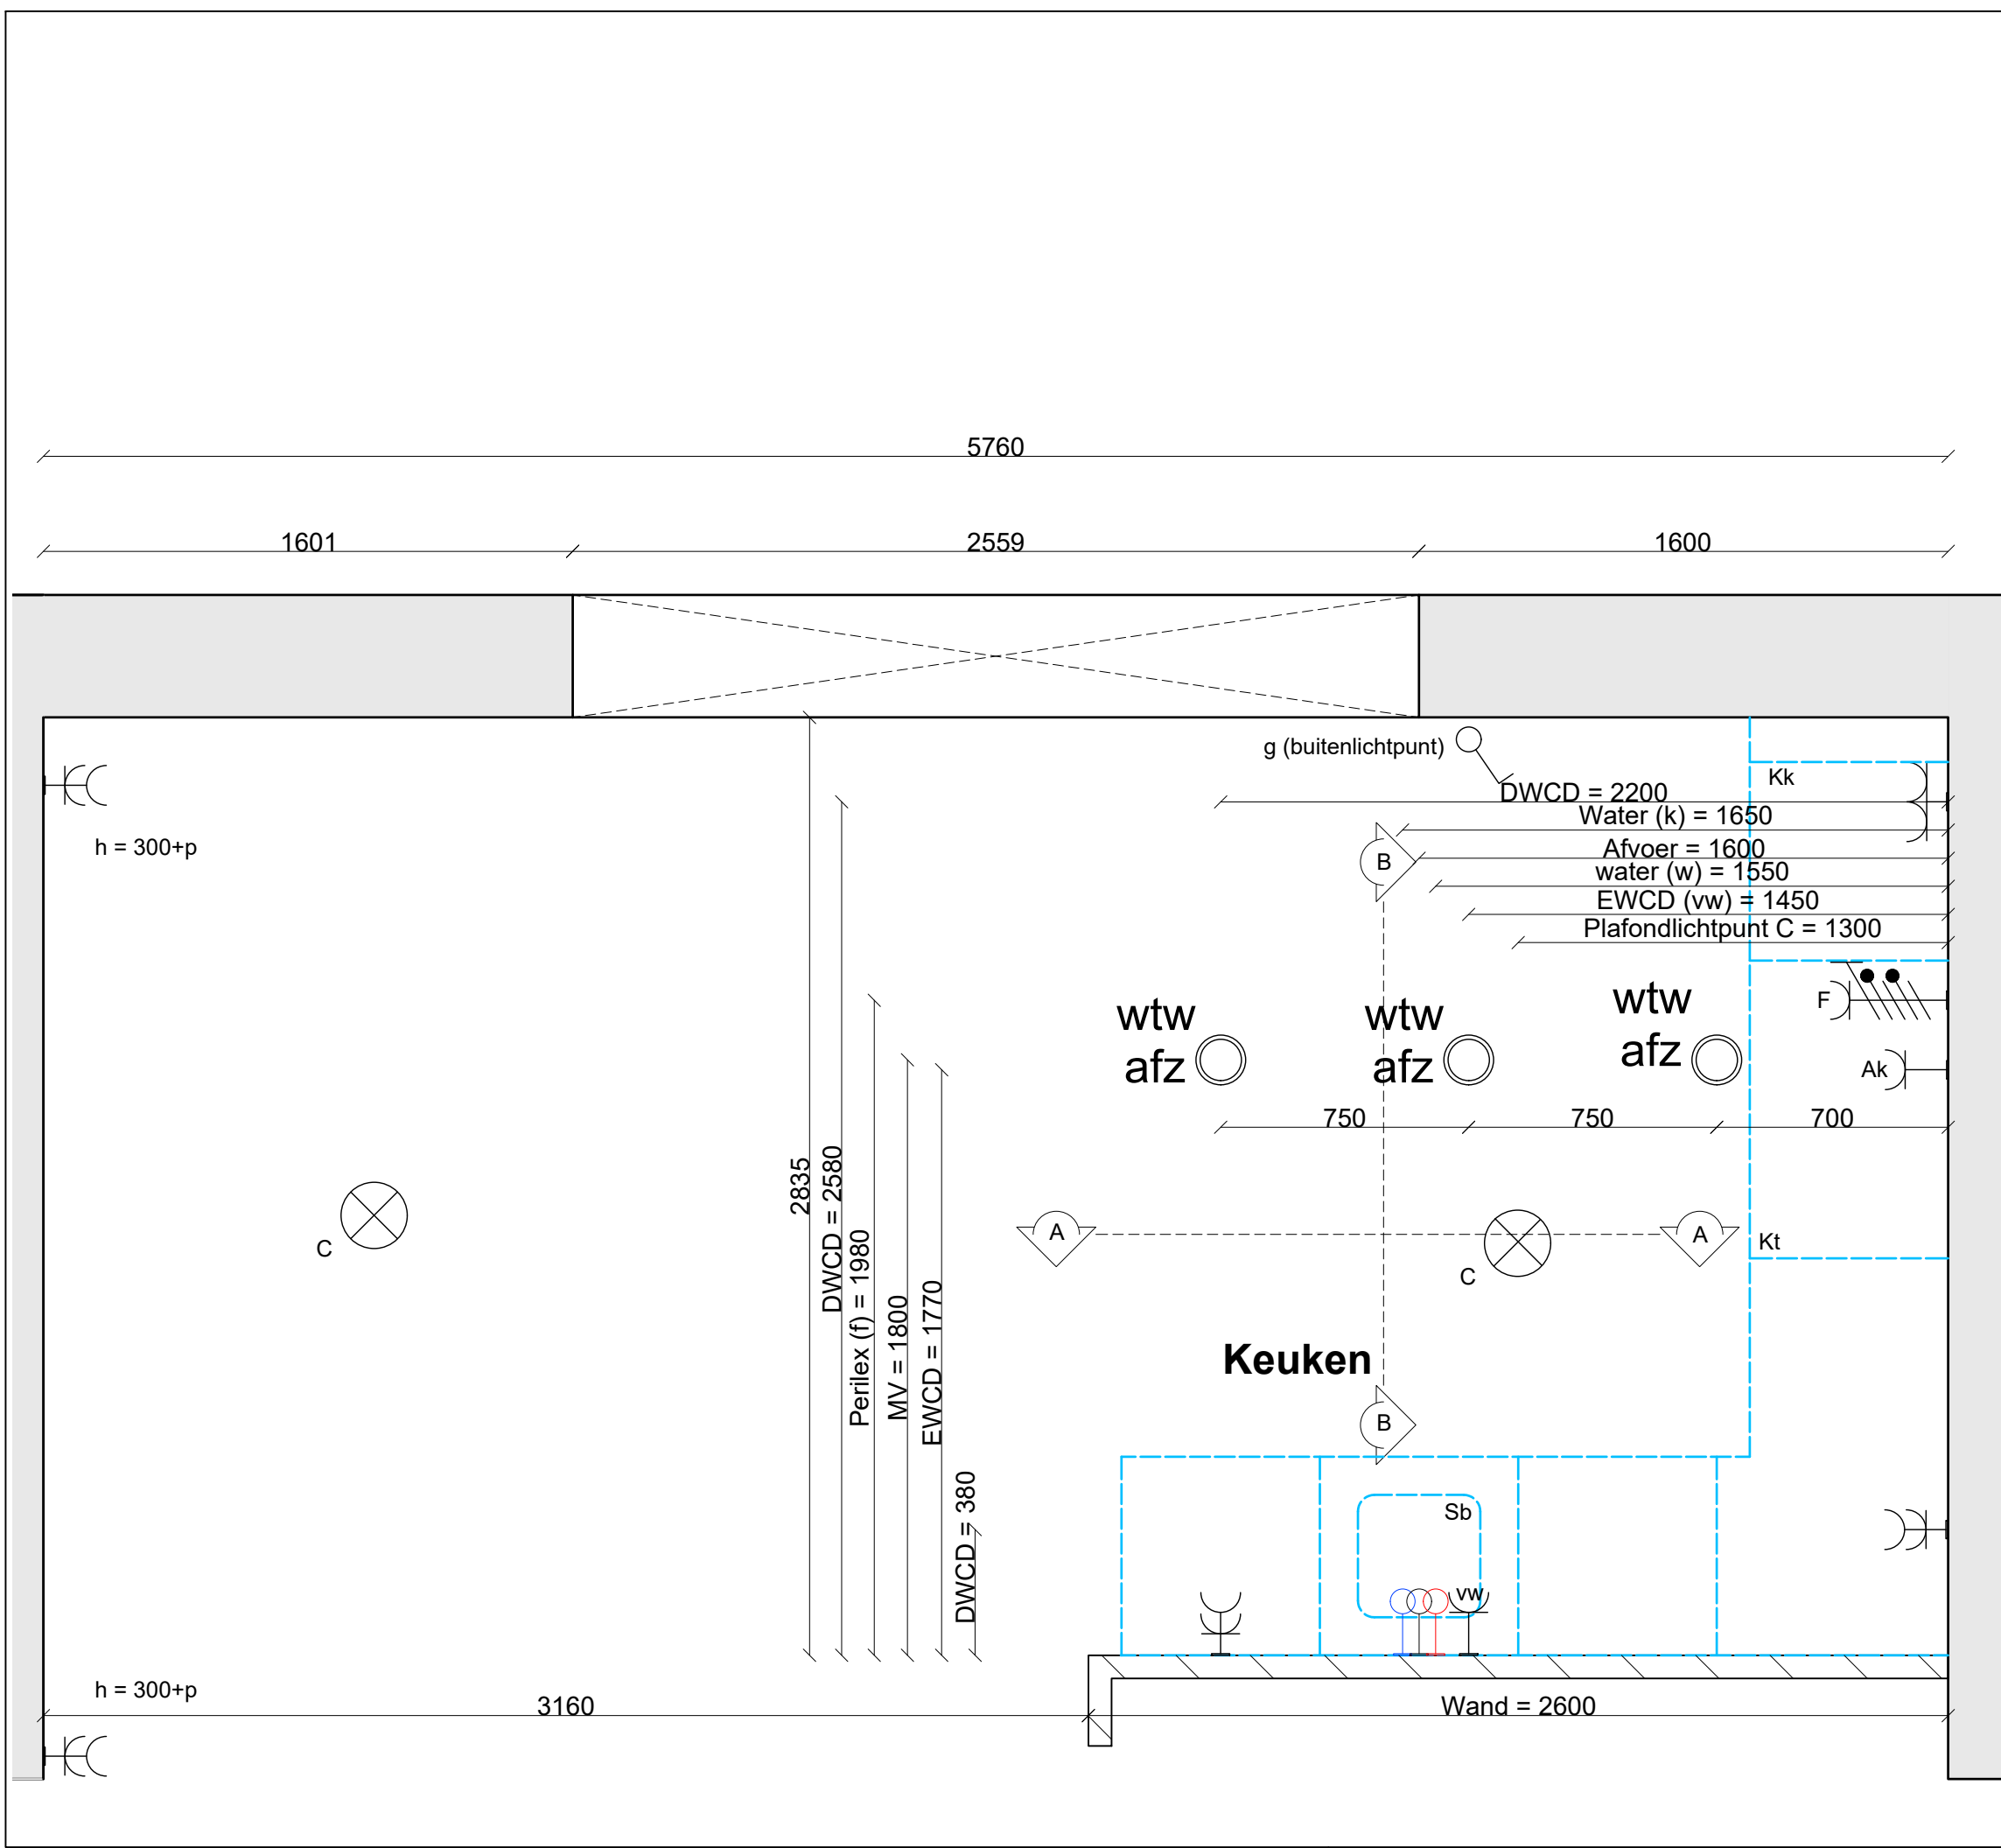 5760
1601
2559
1600
g (buitenlichtpunt)
Kk
DWCD = 2200
Water (k) = 1650
h = 300+p
Afvoer = 1600
B
water (w) = 1550
EWCD (vw) = 1450
Plafondlichtpunt C = 1300
wtw
afz
wtw
afz
wtw
afz
F
Ak
750
750
700
2835
DWCD = 2580
Perilex (f) = 1980
MV = 1800
EWCD = 1770
DWCD = 380
C
A
A
Kt
C
Keuken
B
Sb
vw
h = 300+p
3160
Wand = 2600